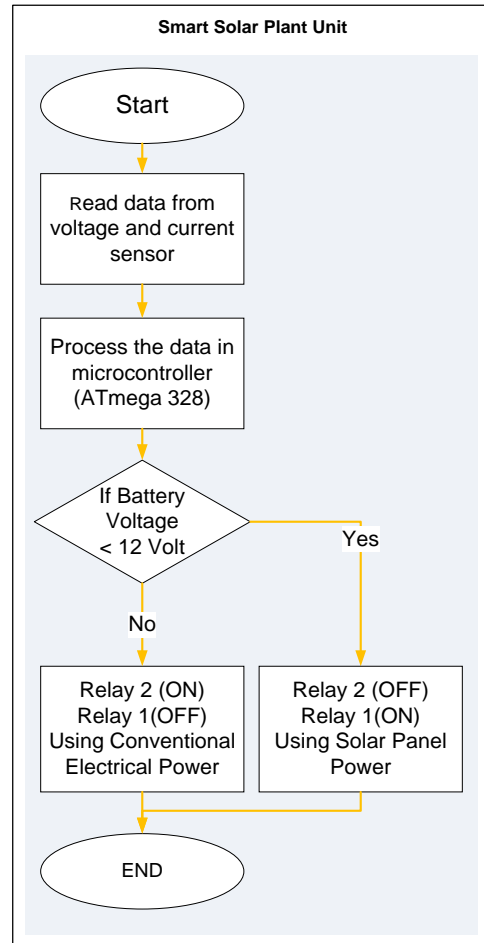 Smart Solar Plant Unit
Start
Read data from
voltage and current
sensor
Process the data in
microcontroller
(ATmega 328)
If Battery
Voltage
< 12 Volt
Yes
No
Relay 2 (ON)
Relay 1(OFF)
Using Conventional
Electrical Power
Relay 2 (OFF)
Relay 1(ON)
Using Solar Panel
Power
END